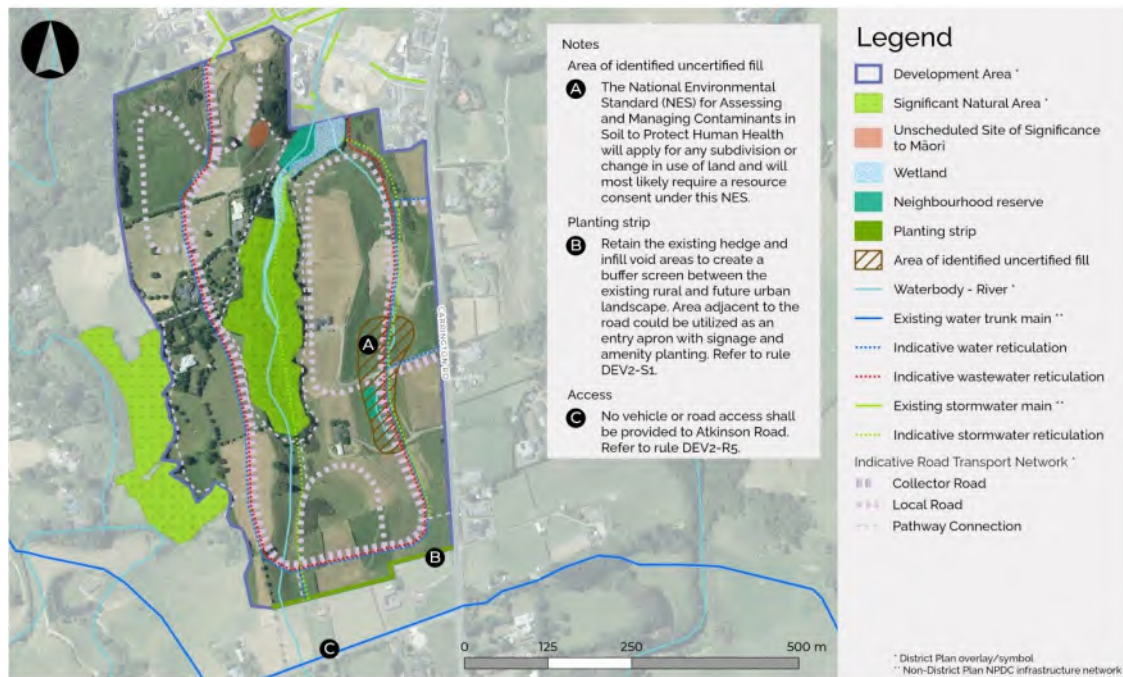 Notes
Area of identified uncertified fill
A
The National Environmental
Standard (NES) for Assessing
and Managing Contaminants in
Soil to Protect Human Health
will apply for any subdivision or
change in use of land and will
most likely require a resource
consent under this NES.
Planting strip
B
Retain the existing hedge and
infill void areas to create a
buffer screen between the
existing rural and future urban
landscape. Area adjacent to the
road could be utilized as an
entry apron with signage and
amenity planting. Refer to rule
DEV2-S1.
Access
C
No vehicle or road access shall
be provided to Atkinson Road.
Refer to rule DEV2-R5.
CARRINGTON RD
A
B
C
0 125 250 500 m
Legend
Development Area *
Significant Natural Area *
Unscheduled Site of Significance
to Māori
Wetland
Neighbourhood reserve
Planting strip
Area of identified uncertified fill
Waterbody - River *
Existing water trunk main **
Indicative water reticulation
Indicative wastewater reticulation
Existing stormwater main **
Indicative stormwater reticulation
Indicative Road Transport Network *
Collector Road
Local Road
Pathway Connection
* District Plan overlay/symbol
** Non-District Plan NPDC infrastructure network